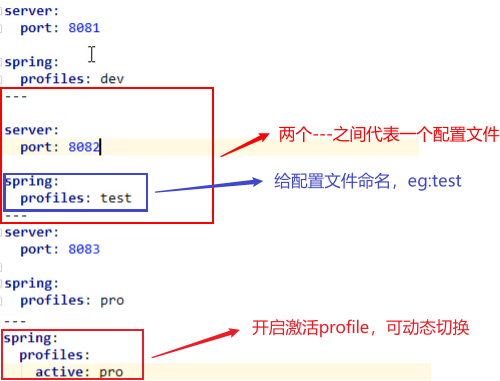 server:
  port: 8081
spring:
  profiles: dev
---
server:
  port: 8082
两个---之间代表一个配置文件
spring:
  profiles: test
给配置文件命名，eg:test
---
server:
  port: 8083
spring:
  profiles: pro
---
spring:
  profiles:
    active: pro
开启激活profile，可动态切换